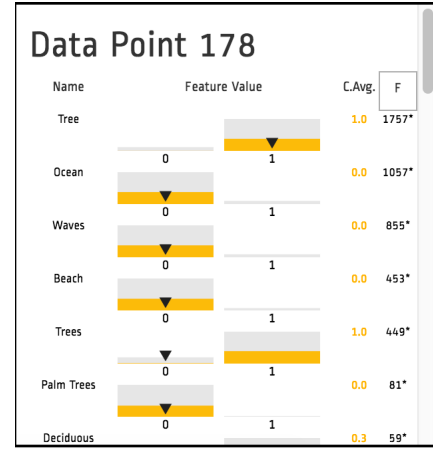 Data Point 178
Name Feature Value C.Avg. F
Tree 1.0 1757*
0 1
Ocean 0.0 1057*
0 1
Waves 0.0 855*
0 1
Beach 0.0 453*
0 1
Trees 1.0 449*
0 1
Palm Trees 0.0 81*
0 1
Deciduous 0.3 59*